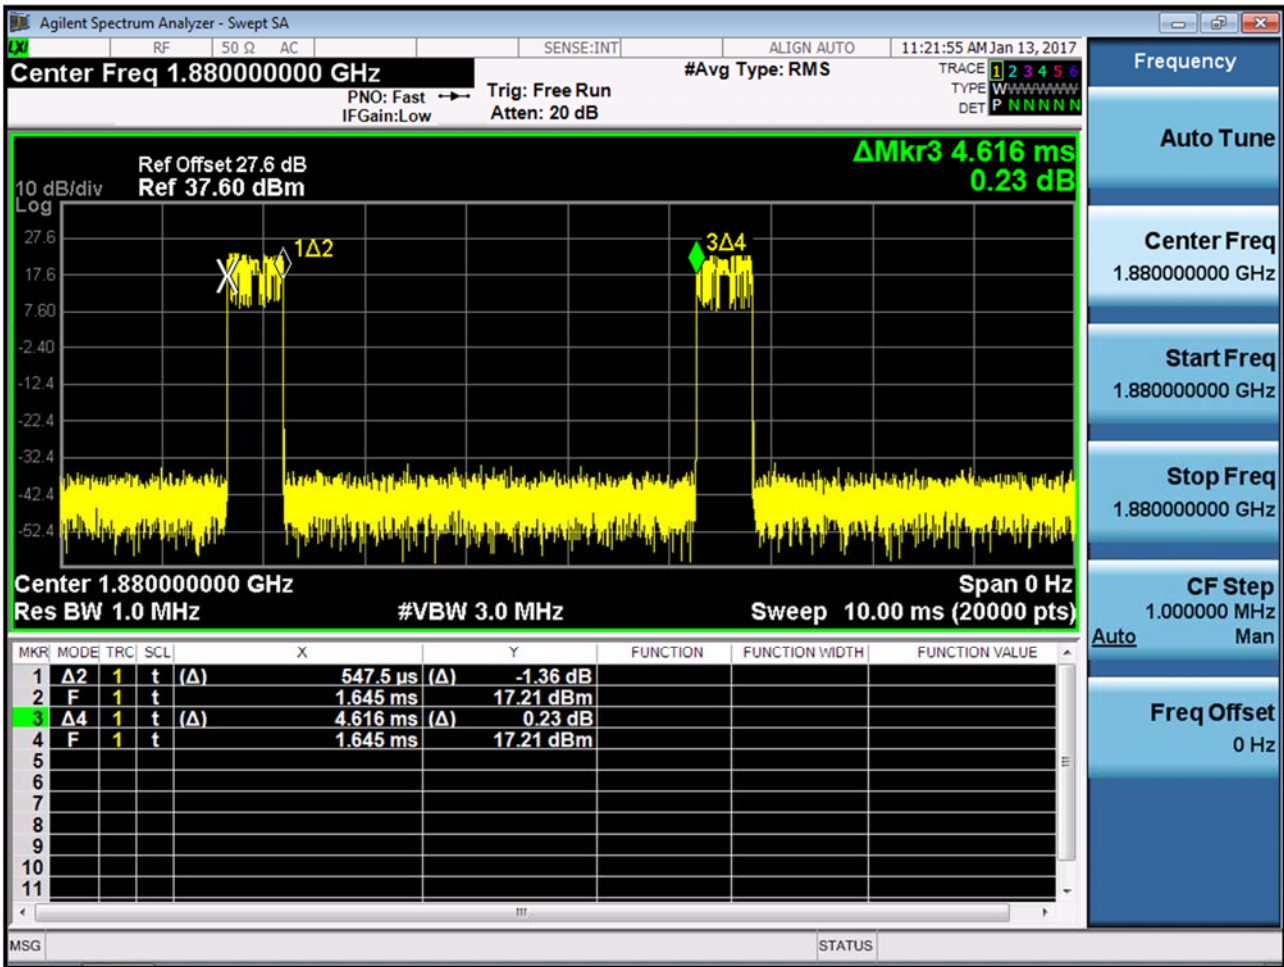 Agilent Spectrum Analyzer - Swept SA
LXI RF 50 Ω AC SENSE:INT ALIGN AUTO 11:21:55 AM Jan 13, 2017
Center Freq 1.880000000 GHz
PNO: Fast
IFGain:Low
Trig: Free Run
Atten: 20 dB
#Avg Type: RMS
TRACE 1 2 3 4 5 6
TYPE W
DET P N N N N N
ΔMkr3 4.616 ms
0.23 dB
Ref Offset 27.6 dB
10 dB/div Ref 37.60 dBm
Log
27.6
17.6
7.60
-2.40
-12.4
-22.4
-32.4
-42.4
-52.4
X
1Δ2
3Δ4
Center 1.880000000 GHz Span 0 Hz
Res BW 1.0 MHz #VBW 3.0 MHz Sweep 10.00 ms (20000 pts)
MKR MODE TRC SCL X Y FUNCTION FUNCTION WIDTH FUNCTION VALUE
1 Δ2 1 t (Δ) 547.5 µs (Δ) -1.36 dB
2 F 1 t 1.645 ms 17.21 dBm
3 Δ4 1 t (Δ) 4.616 ms (Δ) 0.23 dB
4 F 1 t 1.645 ms 17.21 dBm
5
6
7
8
9
10
11
MSG STATUS
Frequency
Auto Tune
Center Freq
1.880000000 GHz
Start Freq
1.880000000 GHz
Stop Freq
1.880000000 GHz
CF Step
1.000000 MHz
Auto Man
Freq Offset
0 Hz